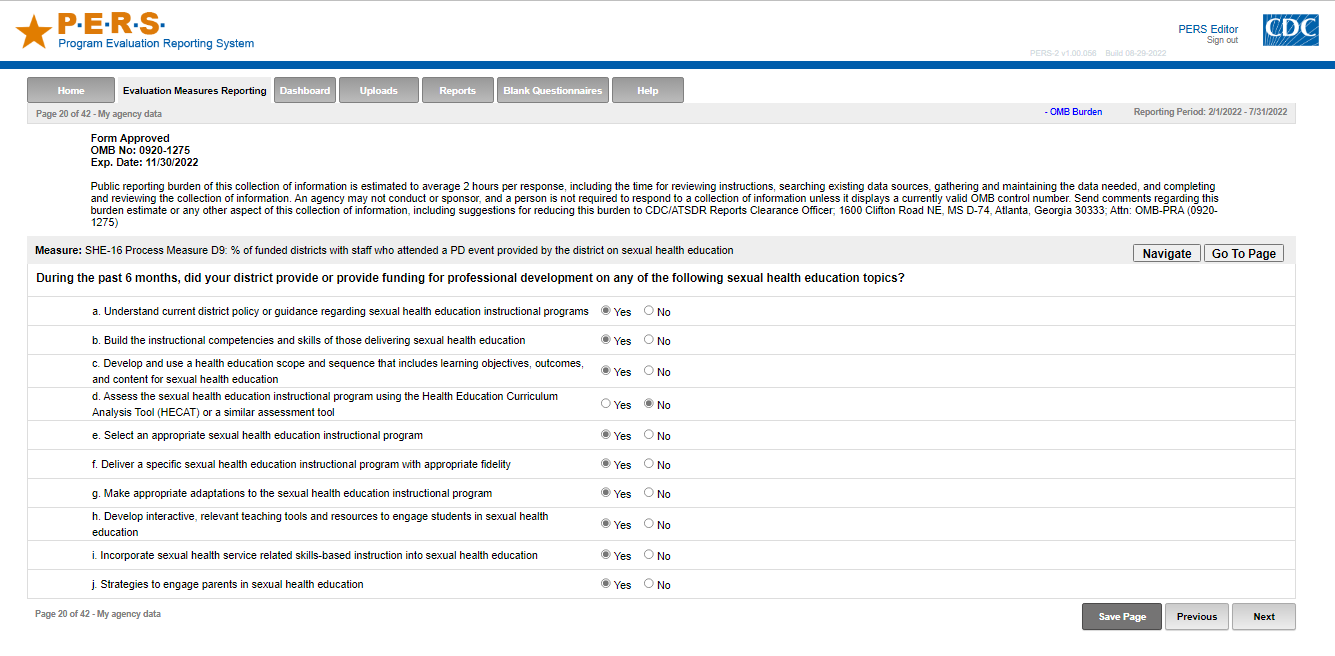 P·E·R·S·
Program Evaluation Reporting System
PERS Editor
Sign out
CDC
PERS-2 v1.00.056 Build 08-29-2022
Home Evaluation Measures Reporting Dashboard Uploads Reports Blank Questionnaires Help
Page 20 of 42 - My agency data - OMB Burden Reporting Period: 2/1/2022 - 7/31/2022
Form Approved
OMB No: 0920-1275
Exp. Date: 11/30/2022
Public reporting burden of this collection of information is estimated to average 2 hours per response, including the time for reviewing instructions, searching existing data sources, gathering and maintaining the data needed, and completing
and reviewing the collection of information. An agency may not conduct or sponsor, and a person is not required to respond to a collection of information unless it displays a currently valid OMB control number. Send comments regarding this
burden estimate or any other aspect of this collection of information, including suggestions for reducing this burden to CDC/ATSDR Reports Clearance Officer; 1600 Clifton Road NE, MS D-74, Atlanta, Georgia 30333; Attn: OMB-PRA (0920-
1275)
Measure: SHE-16 Process Measure D9: % of funded districts with staff who attended a PD event provided by the district on sexual health education
Navigate Go To Page
During the past 6 months, did your district provide or provide funding for professional development on any of the following sexual health education topics?
a. Understand current district policy or guidance regarding sexual health education instructional programs Yes No
b. Build the instructional competencies and skills of those delivering sexual health education Yes No
c. Develop and use a health education scope and sequence that includes learning objectives, outcomes,
and content for sexual health education Yes No
d. Assess the sexual health education instructional program using the Health Education Curriculum
Analysis Tool (HECAT) or a similar assessment tool Yes No
e. Select an appropriate sexual health education instructional program Yes No
f. Deliver a specific sexual health education instructional program with appropriate fidelity Yes No
g. Make appropriate adaptations to the sexual health education instructional program Yes No
h. Develop interactive, relevant teaching tools and resources to engage students in sexual health
education Yes No
i. Incorporate sexual health service related skills-based instruction into sexual health education Yes No
j. Strategies to engage parents in sexual health education Yes No
Page 20 of 42 - My agency data
Save Page Previous Next